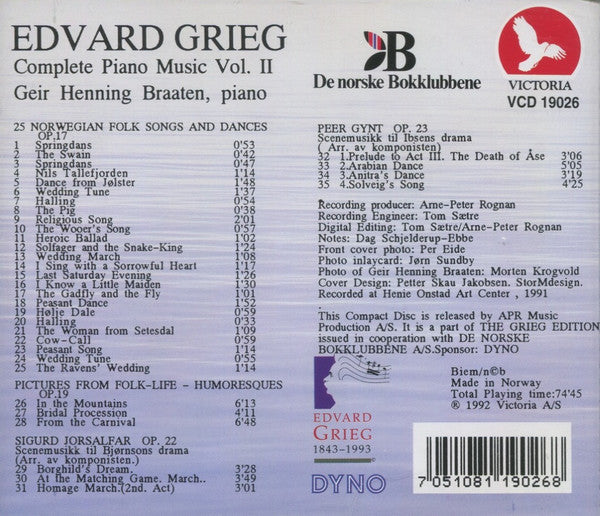 EDVARD GRIEG
Complete Piano Music Vol. II
Geir Henning Braaten, piano
B
De norske Bokklubbene
VICTORIA
VCD 19026
25 NORWEGIAN FOLK SONGS AND DANCES
OP.17
1 Springdans 0'53
2 The Swain 0'42
3 Springdans 0'47
4 Nils Tallefjorden 1'14
5 Dance from Jølster 1'48
6 Wedding Tune 1'37
7 Halling 0'54
8 The Pig 0'38
9 Religious Song 2'01
10 The Wooer's Song 0'57
11 Heroic Ballad 1'02
12 Solfager and the Snake-King 1'24
13 Wedding March 1'08
14 I Sing with a Sorrowful Heart 1'17
15 Last Saturday Evening 1'26
16 I Know a Little Maiden 1'30
17 The Gadfly and the Fly 1'01
18 Peasant Dance 1'52
19 Hølje Dale 0'59
20 Halling 0'33
21 The Woman from Setesdal 1'09
22 Cow-Call 0'59
23 Peasant Song 1'14
24 Wedding Tune 0'55
25 The Ravens' Wedding 1'14
PICTURES FROM FOLK-LIFE - HUMORESQUES
OP.19
26 In the Mountains 6'13
27 Bridal Procession 4'11
28 From the Carnival 6'48
SIGURD JORSALFAR OP. 22
Scenemusikk til Bjørnsons drama
(Arr. av komponisten.)
29 Borghild's Dream. 3'28
30 At the Matching Game. March.. 3'49
31 Homage March.(2nd. Act) 3'01
PEER GYNT OP. 23
Scenemusikk til Ibsens drama
( Arr. av komponisten)
32 1.Prelude to Act III. The Death of Åse 3'06
33 2.Arabian Dance 5'05
34 3.Anitra's Dance 3'19
35 4.Solveig's Song 4'25
Recording producer: Arne-Peter Rognan
Recording Engineer: Tom Sætre
Digital Editing: Tom Sætre/Arne-Peter Rognan
Notes: Dag Schjelderup-Ebbe
Front cover photo: Per Eide
Photo inlaycard: Jørn Sundby
Photo of Geir Henning Braaten: Morten Krogvold
Cover Design: Petter Skau Jakobsen. StorMdesign.
Recorded at Henie Onstad Art Center , 1991
.
This Compact Disc is released by APR Music
Production A/S. It is a part of THE GRIEG EDITION
issued in cooperation with DE NORSKE
BOKKLUBBENE A/S.Sponsor: DYNO
EDVARD
GRIEG
1843-1993
DYNO
Biem/n©b
Made in Norway
Total Playing time:74'45
℗ 1992 Victoria A/S
7 051081 190268